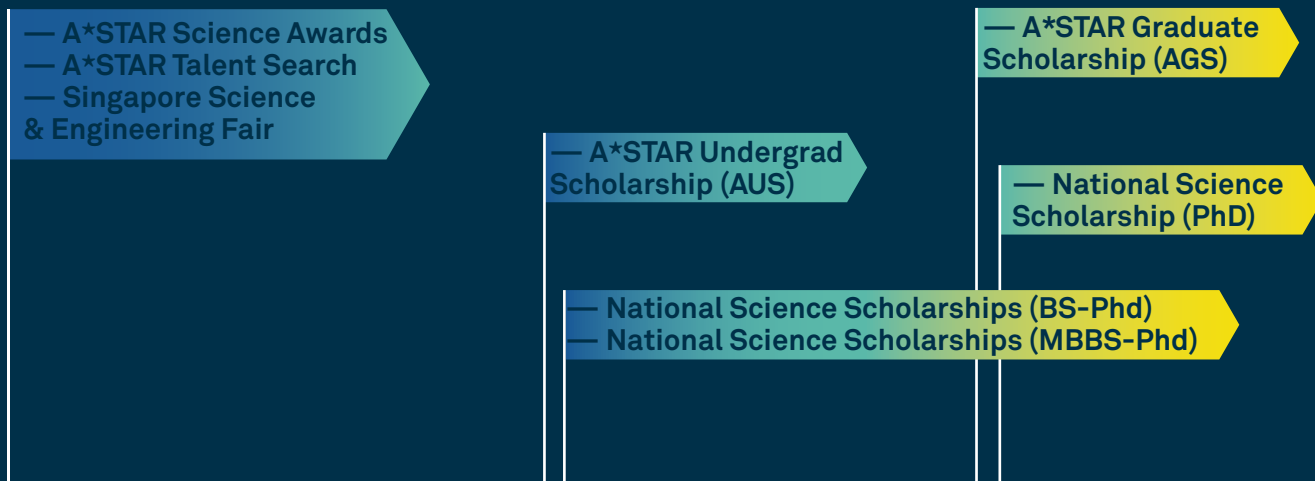 — A*STAR Science Awards
— A*STAR Talent Search
— Singapore Science
& Engineering Fair
— A*STAR Undergrad
Scholarship (AUS)
— National Science Scholarships (BS-Phd)
— National Science Scholarships (MBBS-Phd)
— A*STAR Graduate
Scholarship (AGS)
— National Science
Scholarship (PhD)